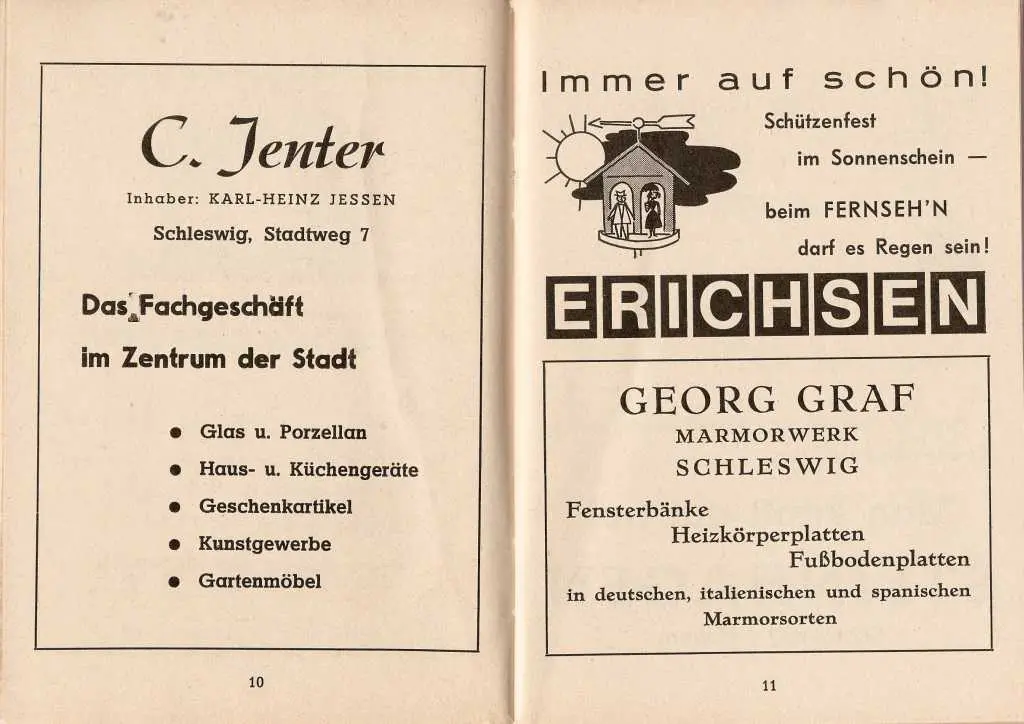 C. Jenter
Inhaber: KARL-HEINZ JESSEN
Schleswig, Stadtweg 7
Das Fachgeschäft
im Zentrum der Stadt
● Glas u. Porzellan
● Haus- u. Küchengeräte
● Geschenkartikel
● Kunstgewerbe
● Gartenmöbel
10
Immer auf schön!
Schützenfest
im Sonnenschein —
beim FERNSEH'N
darf es Regen sein!
ERICHSEN
GEORG GRAF
MARMORWERK
SCHLESWIG
Fensterbänke
Heizkörperplatten
Fußbodenplatten
in deutschen, italienischen und spanischen
Marmorsorten
11